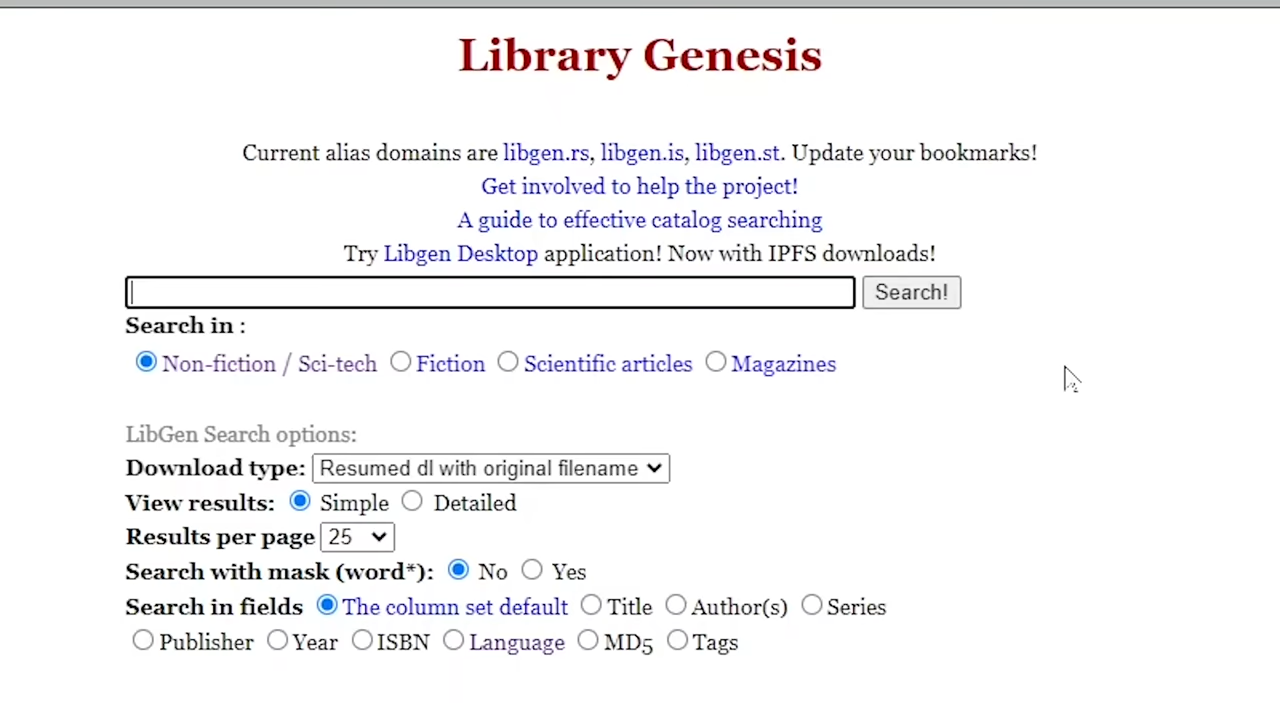 Library Genesis
Current alias domains are libgen.rs, libgen.is, libgen.st. Update your bookmarks!
Get involved to help the project!
A guide to effective catalog searching
Try Libgen Desktop application! Now with IPFS downloads!
Search!
Search in :
Non-fiction / Sci-tech Fiction Scientific articles Magazines
LibGen Search options:
Download type: Resumed dl with original filename
View results: Simple Detailed
Results per page 25
Search with mask (word*): No Yes
Search in fields The column set default Title Author(s) Series
Publisher Year ISBN Language MD5 Tags